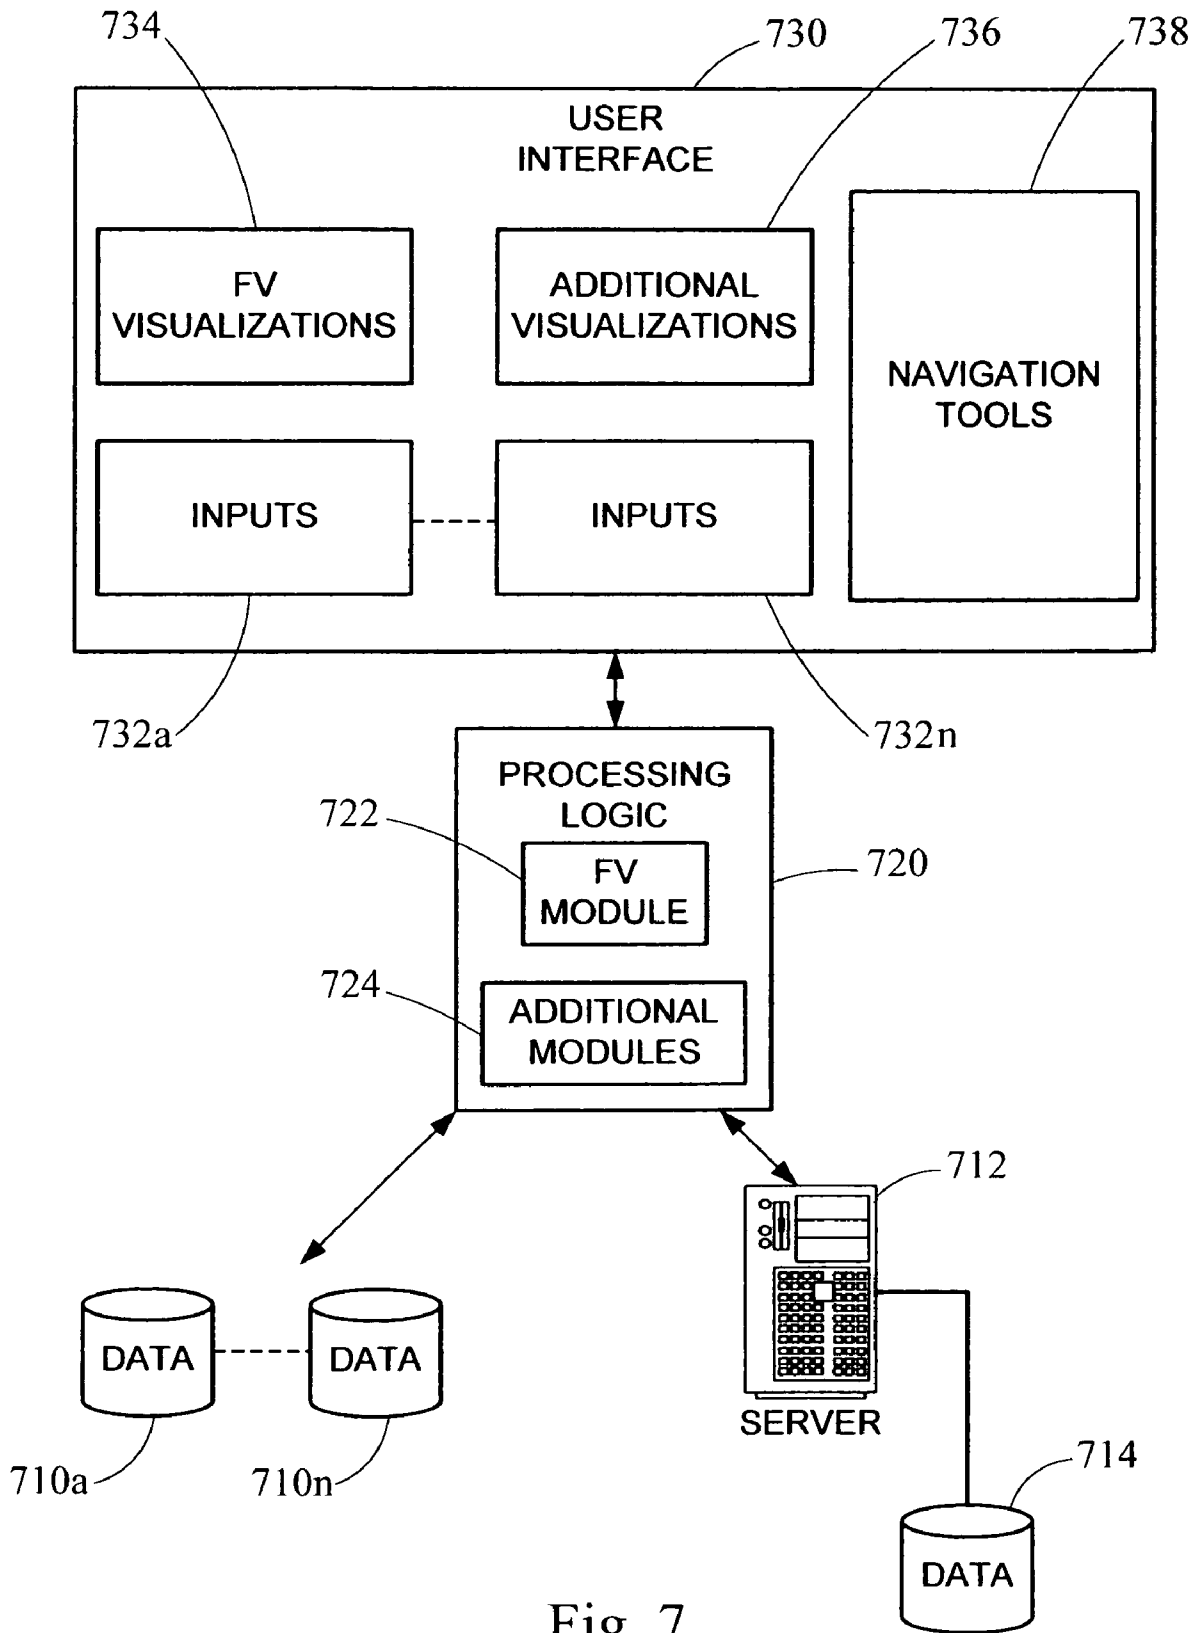 734
730
736
738
USER
INTERFACE
FV
VISUALIZATIONS
ADDITIONAL
VISUALIZATIONS
NAVIGATION
TOOLS
INPUTS
INPUTS
732a
732n
PROCESSING
LOGIC
722
FV
MODULE
720
724
ADDITIONAL
MODULES
712
DATA
DATA
SERVER
710a
710n
714
DATA
Fig. 7